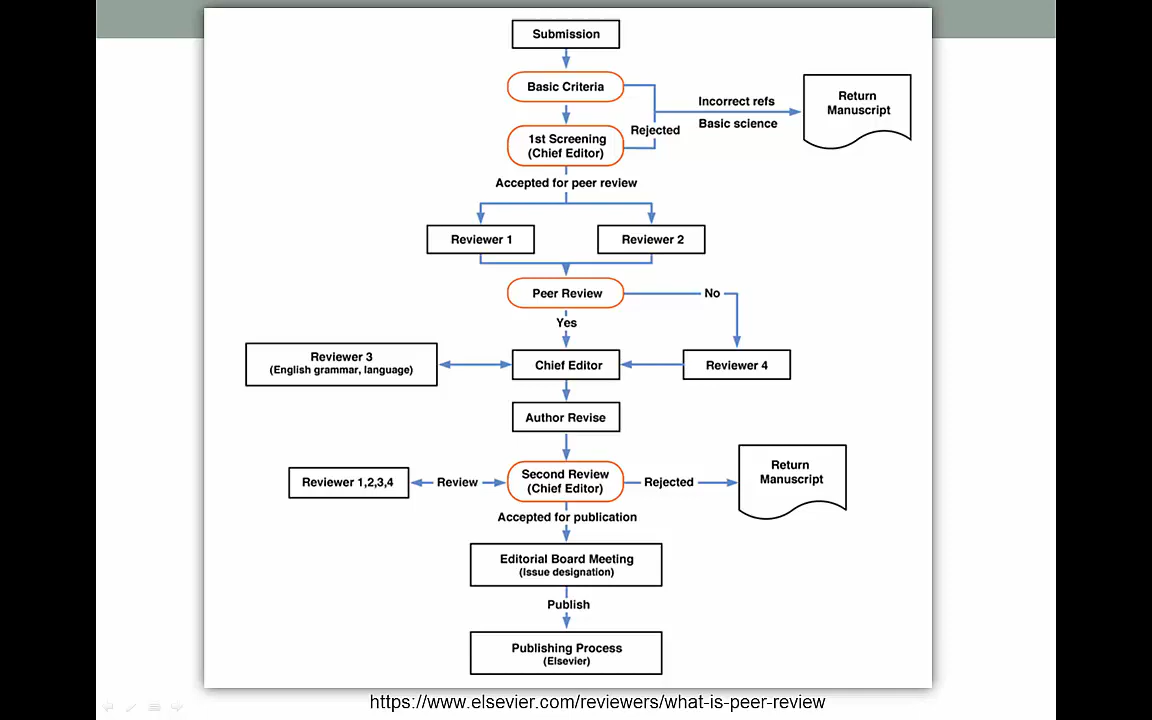 Submission
Basic Criteria
Incorrect refs
Basic science
Return
Manuscript
Rejected
1st Screening
(Chief Editor)
Accepted for peer review
Reviewer 1
Reviewer 2
Peer Review
No
Yes
Reviewer 3
(English grammar, language)
Chief Editor
Reviewer 4
Author Revise
Reviewer 1,2,3,4
Review
Second Review
(Chief Editor)
Rejected
Return
Manuscript
Accepted for publication
Editorial Board Meeting
(Issue designation)
Publish
Publishing Process
(Elsevier)
https://www.elsevier.com/reviewers/what-is-peer-review